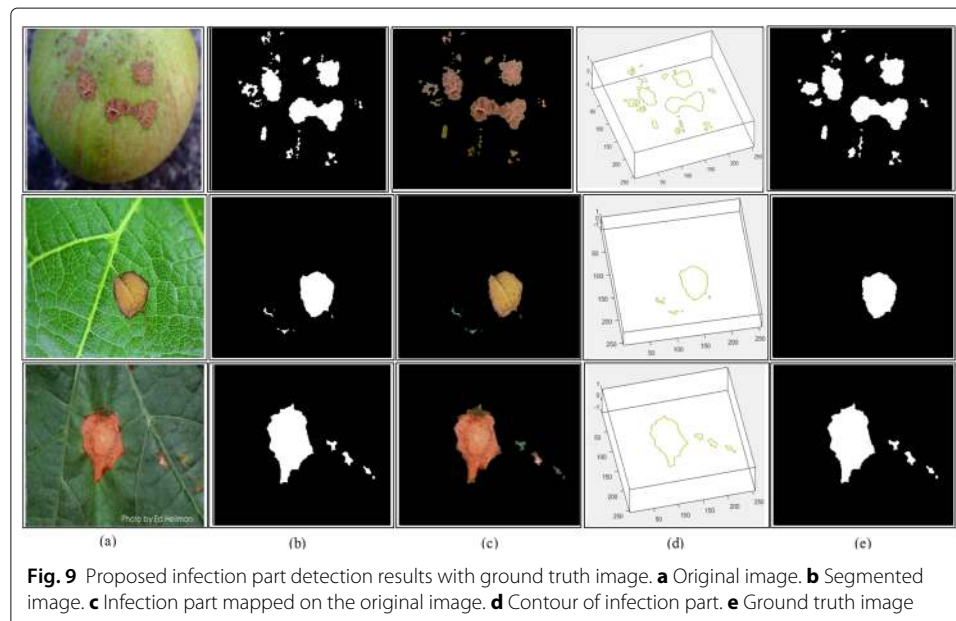 Photo by Ed Hellman
(a) (b) (c) (d) (e)
Fig. 9 Proposed infection part detection results with ground truth image. a Original image. b Segmented
image. c Infection part mapped on the original image. d Contour of infection part. e Ground truth image